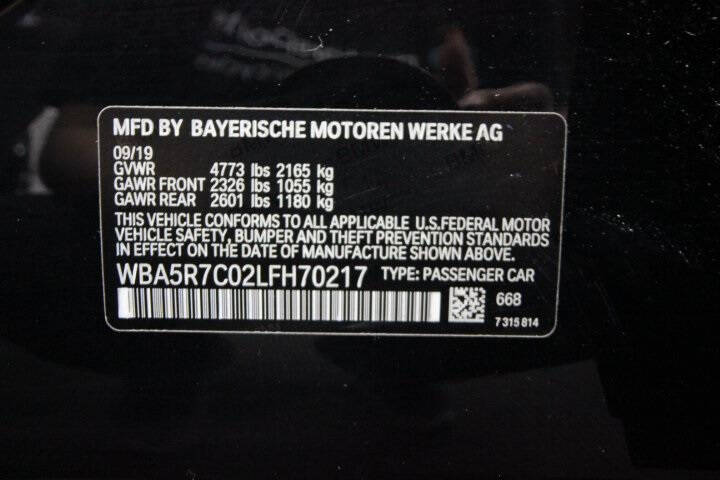 MFD BY BAYERISCHE MOTOREN WERKE AG
09/19
GVWR 4773 lbs 2165 kg
GAWR FRONT 2326 lbs 1055 kg
GAWR REAR 2601 lbs 1180 kg
THIS VEHICLE CONFORMS TO ALL APPLICABLE U.S.FEDERAL MOTOR
VEHICLE SAFETY, BUMPER AND THEFT PREVENTION STANDARDS
IN EFFECT ON THE DATE OF MANUFACTURE SHOWN ABOVE.
WBA5R7C02LFH70217 TYPE: PASSENGER CAR
668
7 315 814